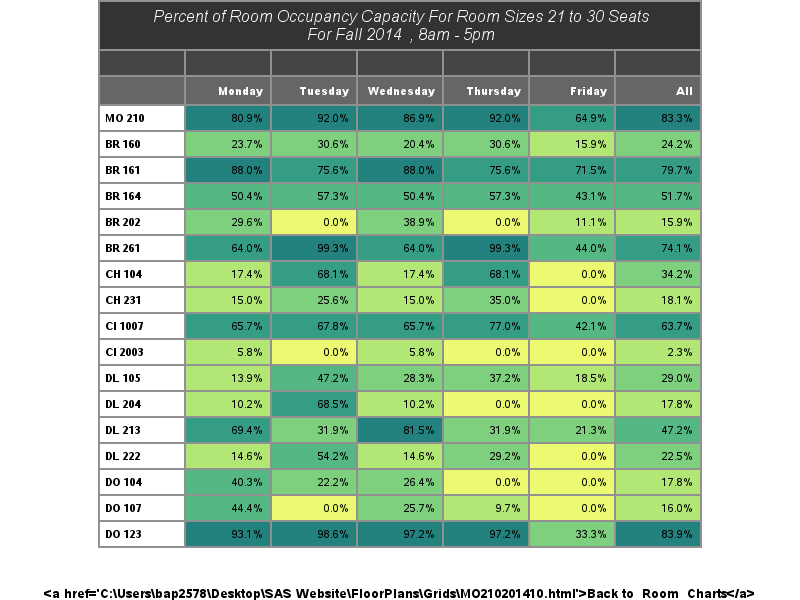 Percent of Room Occupancy Capacity For Room Sizes 21 to 30 Seats
For Fall 2014 , 8am - 5pm
Monday Tuesday Wednesday Thursday Friday All
MO 210 80.9% 92.0% 86.9% 92.0% 64.9% 83.3%
BR 160 23.7% 30.6% 20.4% 30.6% 15.9% 24.2%
BR 161 88.0% 75.6% 88.0% 75.6% 71.5% 79.7%
BR 164 50.4% 57.3% 50.4% 57.3% 43.1% 51.7%
BR 202 29.6% 0.0% 38.9% 0.0% 11.1% 15.9%
BR 261 64.0% 99.3% 64.0% 99.3% 44.0% 74.1%
CH 104 17.4% 68.1% 17.4% 68.1% 0.0% 34.2%
CH 231 15.0% 25.6% 15.0% 35.0% 0.0% 18.1%
CI 1007 65.7% 67.8% 65.7% 77.0% 42.1% 63.7%
CI 2003 5.8% 0.0% 5.8% 0.0% 0.0% 2.3%
DL 105 13.9% 47.2% 28.3% 37.2% 18.5% 29.0%
DL 204 10.2% 68.5% 10.2% 0.0% 0.0% 17.8%
DL 213 69.4% 31.9% 81.5% 31.9% 21.3% 47.2%
DL 222 14.6% 54.2% 14.6% 29.2% 0.0% 22.5%
DO 104 40.3% 22.2% 26.4% 0.0% 0.0% 17.8%
DO 107 44.4% 0.0% 25.7% 9.7% 0.0% 16.0%
DO 123 93.1% 98.6% 97.2% 97.2% 33.3% 83.9%
<a href='C:\Users\bap2578\Desktop\SAS Website\FloorPlans\Grids\MO210201410.html'>Back to Room Charts</a>